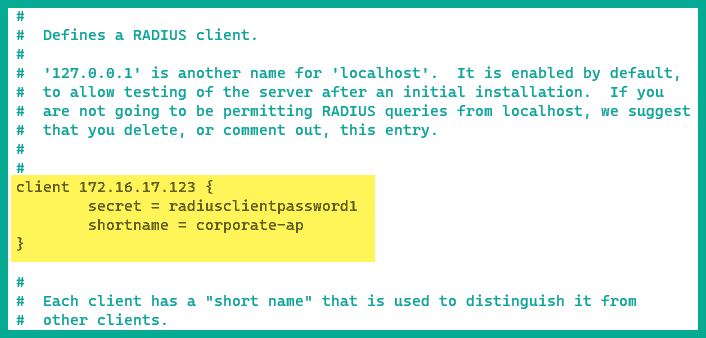 #
#  Defines a RADIUS client.
#
#  '127.0.0.1' is another name for 'localhost'.  It is enabled by default,
#  to allow testing of the server after an initial installation.  If you
#  are not going to be permitting RADIUS queries from localhost, we suggest
#  that you delete, or comment out, this entry.
#
#
client 172.16.17.123 {
        secret = radiusclientpassword1
        shortname = corporate-ap
}
#
#  Each client has a "short name" that is used to distinguish it from
#  other clients.